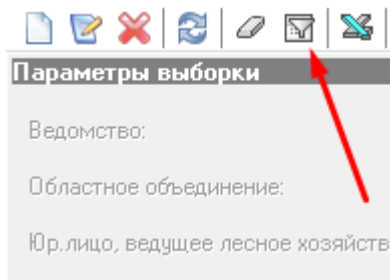 Параметры выборки
Ведомство:
Областное объединение:
Юр.лицо, ведущее лесное хозяйств